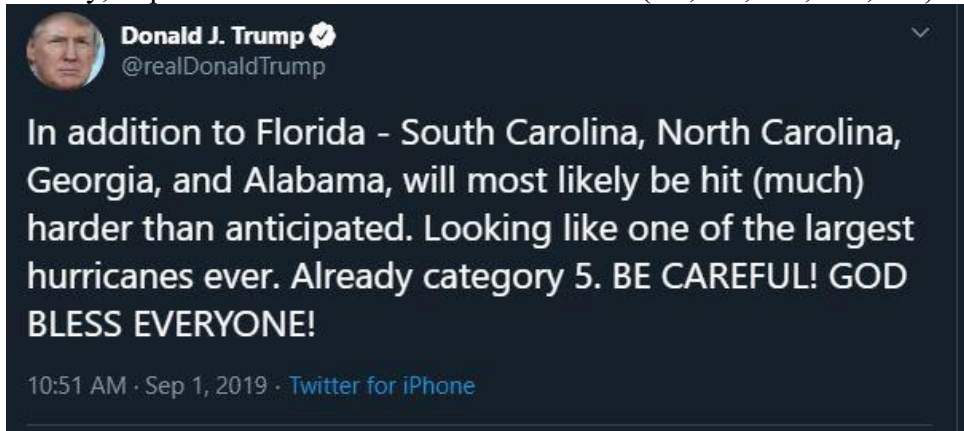 Donald J. Trump
@realDonaldTrump
In addition to Florida - South Carolina, North Carolina,
Georgia, and Alabama, will most likely be hit (much)
harder than anticipated. Looking like one of the largest
hurricanes ever. Already category 5. BE CAREFUL! GOD
BLESS EVERYONE!
10:51 AM · Sep 1, 2019 · Twitter for iPhone